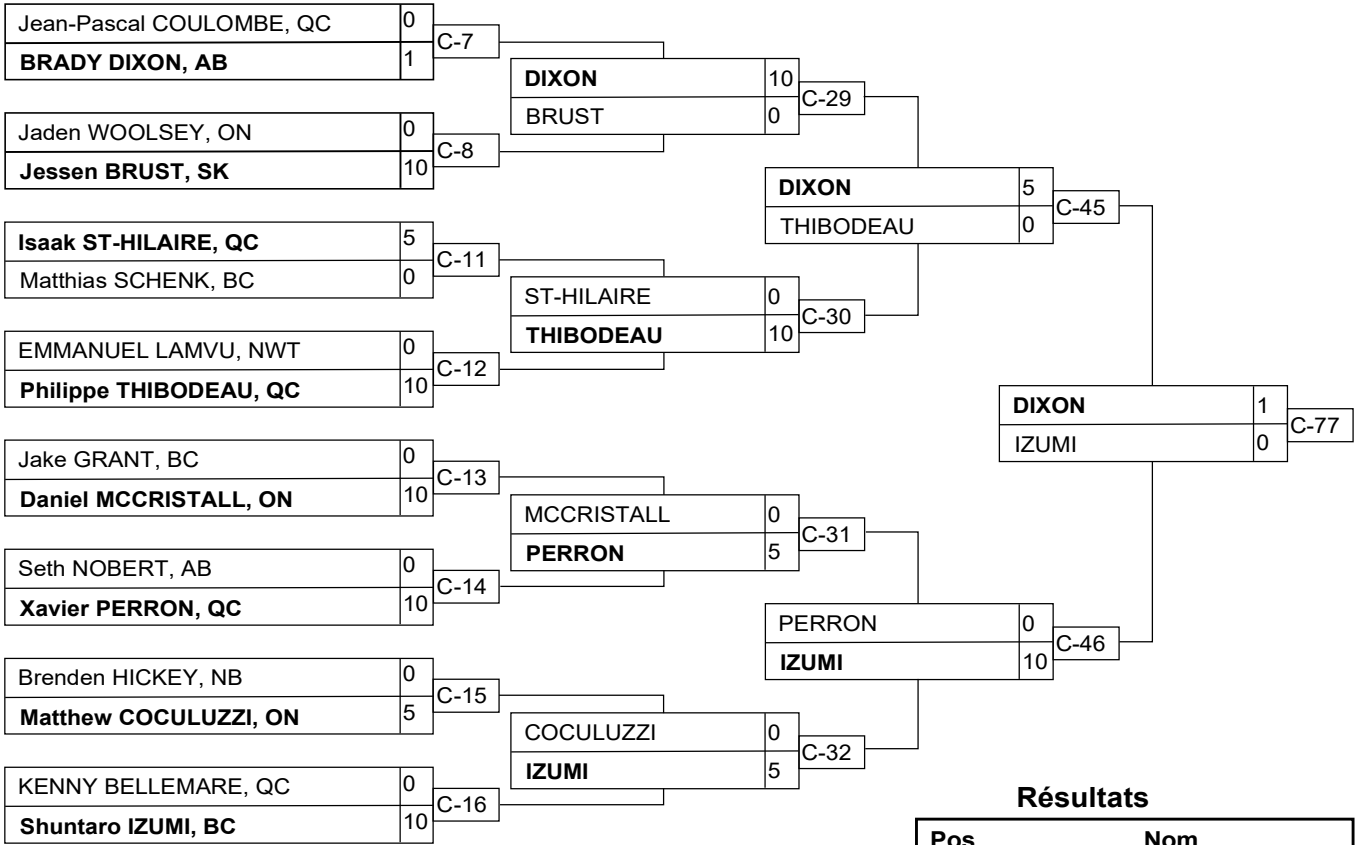 Jean-Pascal COULOMBE, QC 0
C-7
BRADY DIXON, AB 1
DIXON 10
C-29
BRUST 0
Jaden WOOLSEY, ON 0
C-8
Jessen BRUST, SK 10
DIXON 5
C-45
THIBODEAU 0
Isaak ST-HILAIRE, QC 5
C-11
Matthias SCHENK, BC 0
ST-HILAIRE 0
C-30
THIBODEAU 10
EMMANUEL LAMVU, NWT 0
C-12
Philippe THIBODEAU, QC 10
DIXON 1
C-77
IZUMI 0
Jake GRANT, BC 0
C-13
Daniel MCCRISTALL, ON 10
MCCRISTALL 0
C-31
PERRON 5
Seth NOBERT, AB 0
C-14
Xavier PERRON, QC 10
PERRON 0
C-46
IZUMI 10
Brenden HICKEY, NB 0
C-15
Matthew COCULUZZI, ON 5
COCULUZZI 0
C-32
IZUMI 5
KENNY BELLEMARE, QC 0
C-16
Shuntaro IZUMI, BC 10
Résultats
Pos Nom